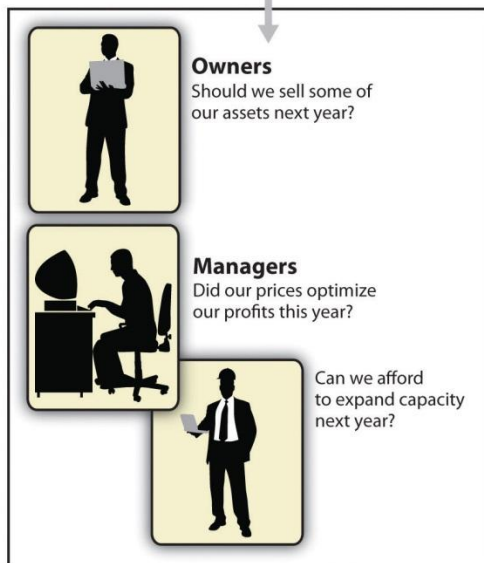 Owners
Should we sell some of
our assets next year?
Managers
Did our prices optimize
our profits this year?
Can we afford
to expand capacity
next year?